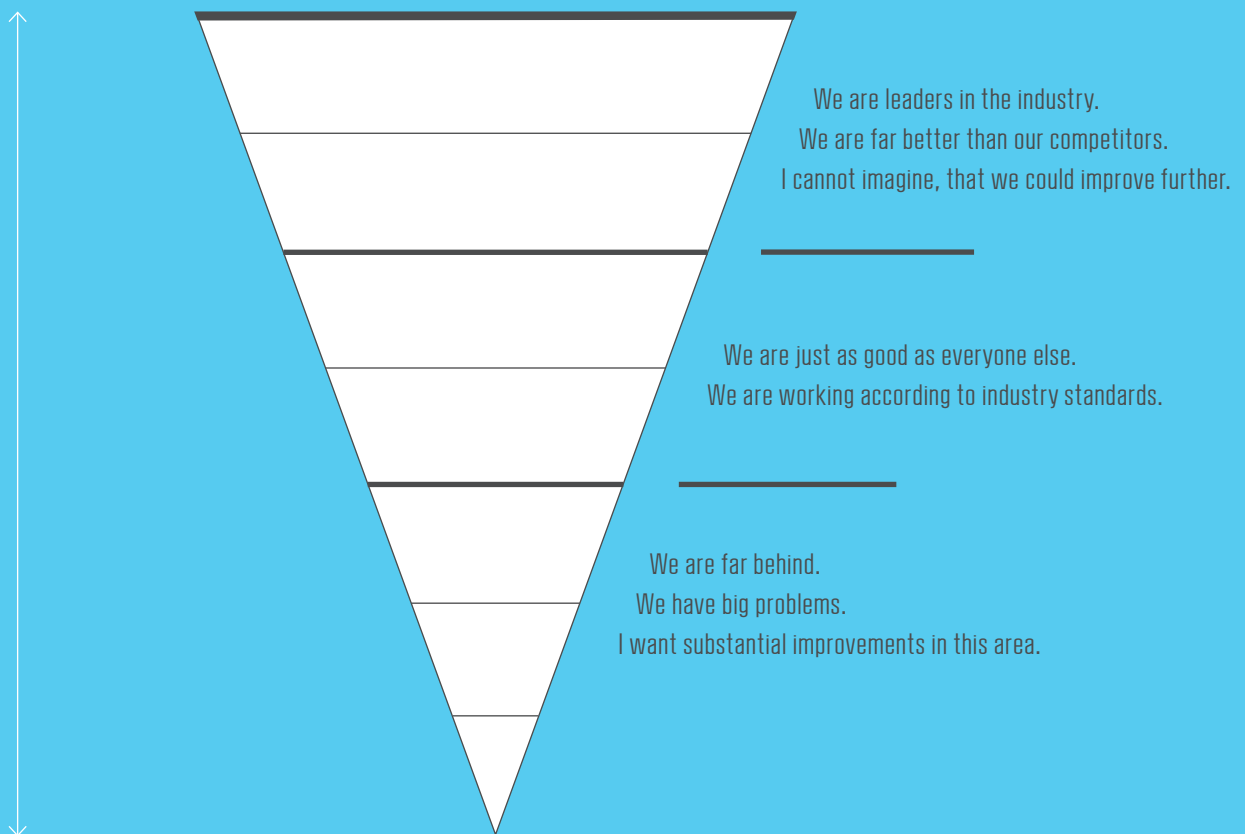 We are leaders in the industry.
We are far better than our competitors.
I cannot imagine, that we could improve further.
We are just as good as everyone else.
We are working according to industry standards.
We are far behind.
We have big problems.
I want substantial improvements in this area.